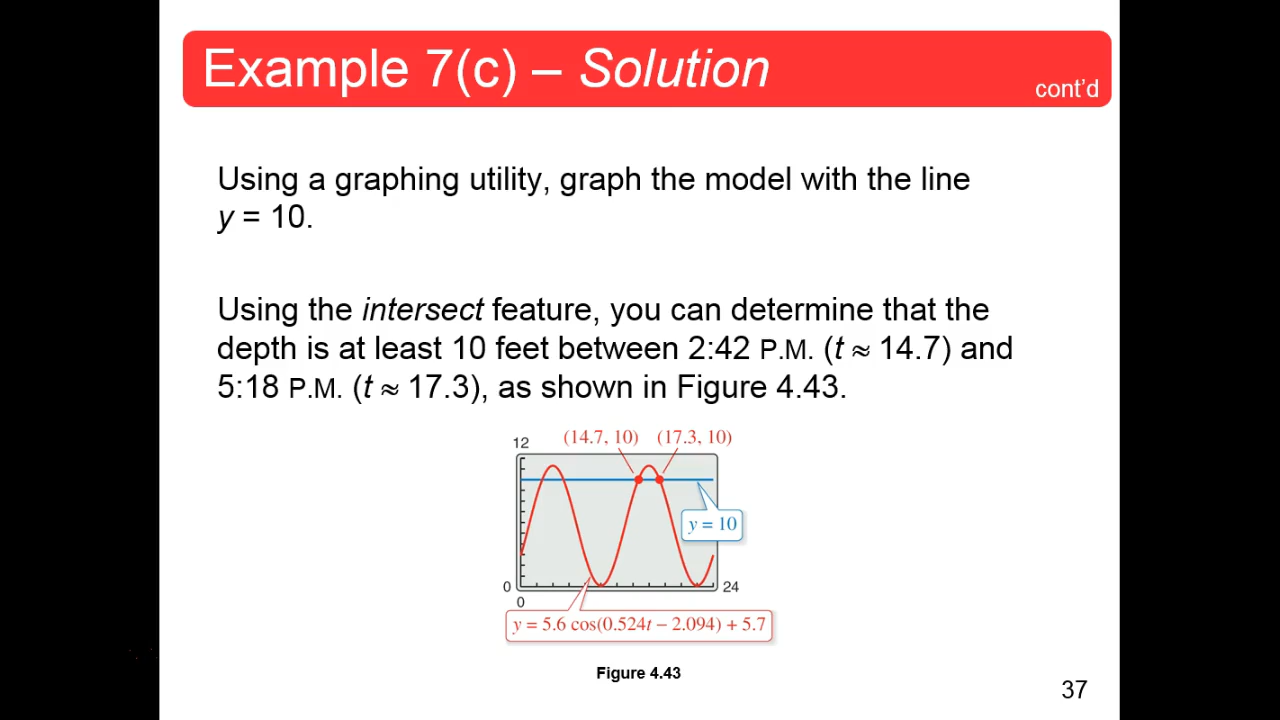 Example 7(c) – Solution
cont’d
Using a graphing utility, graph the model with the line
y = 10.
Using the intersect feature, you can determine that the
depth is at least 10 feet between 2:42 P.M. (t ≈ 14.7) and
5:18 P.M. (t ≈ 17.3), as shown in Figure 4.43.
12
(14.7, 10) (17.3, 10)
y = 10
0
24
0
y = 5.6 cos(0.524t − 2.094) + 5.7
Figure 4.43
37